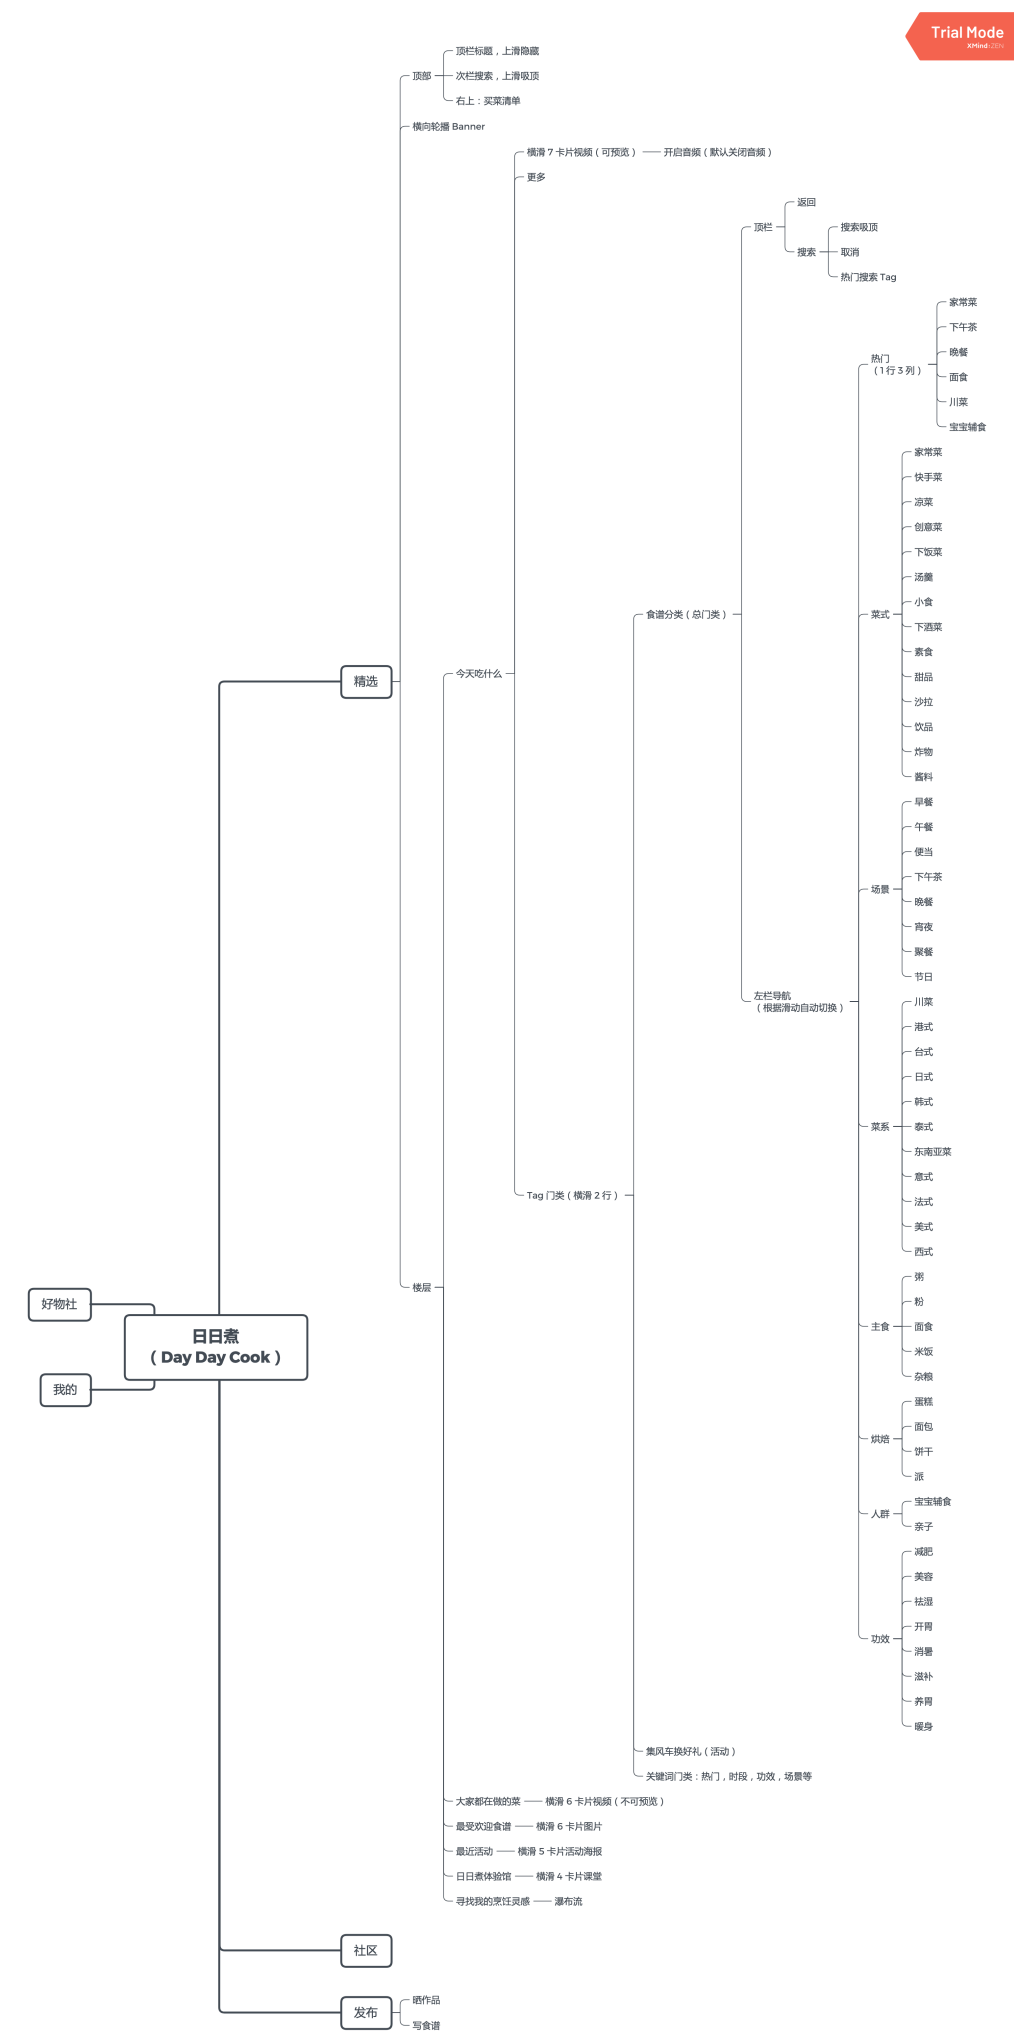 Trial Mode
XMind:ZEN
顶栏标题，上滑隐藏
顶部
次栏搜索，上滑吸顶
右上：买菜清单
横向轮播 Banner
横滑 7 卡片视频（可预览）
开启音频（默认关闭音频）
更多
返回
顶栏
搜索吸顶
搜索
取消
热门搜索 Tag
家常菜
下午茶
晚餐
热门
（1 行 3 列）
面食
川菜
宝宝辅食
家常菜
快手菜
凉菜
创意菜
下饭菜
汤羹
小食
食谱分类（总门类）
菜式
下酒菜
素食
今天吃什么
精选
甜品
沙拉
饮品
炸物
酱料
早餐
午餐
便当
下午茶
场景
晚餐
宵夜
聚餐
节日
左栏导航
（根据滑动自动切换）
川菜
港式
台式
日式
韩式
菜系
泰式
东南亚菜
意式
Tag 门类（横滑 2 行）
法式
美式
西式
粥
楼层
好物社
粉
主食
面食
日日煮
（ Day Day Cook ）
米饭
杂粮
我的
蛋糕
面包
烘焙
饼干
派
宝宝辅食
人群
亲子
减肥
美容
祛湿
开胃
功效
消暑
滋补
养胃
暖身
集风车换好礼（活动）
关键词门类：热门，时段，功效，场景等
大家都在做的菜
横滑 6 卡片视频（不可预览）
最受欢迎食谱
横滑 6 卡片图片
最近活动
横滑 5 卡片活动海报
日日煮体验馆
横滑 4 卡片课堂
寻找我的烹饪灵感
瀑布流
社区
晒作品
发布
写食谱